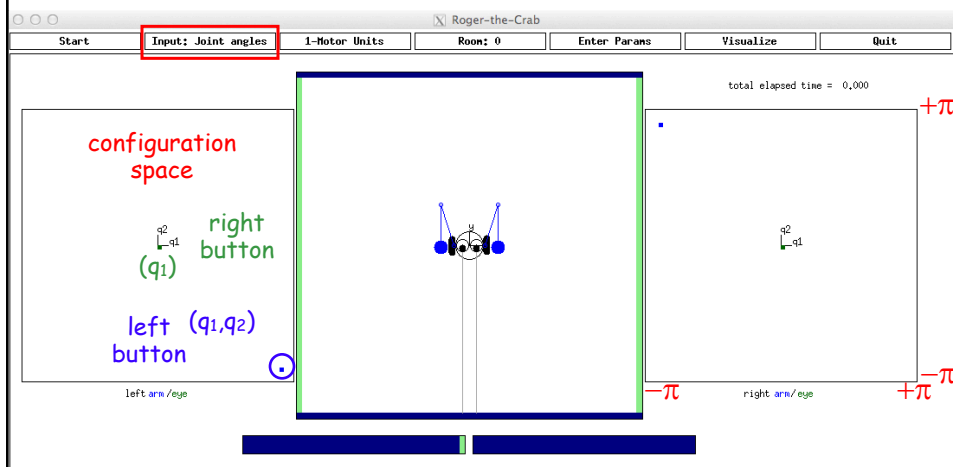 Roger-the-Crab
Start
Input: Joint angles
1-Motor Units
Room: 0
Enter Params
Visualize
Quit
total elapsed time = 0.000
+π
configuration
space
q2
q1
(q1)
right
button
left (q1,q2)
button
y
q2
q1
−π
−π
+π
left arm/eye
right arm/eye